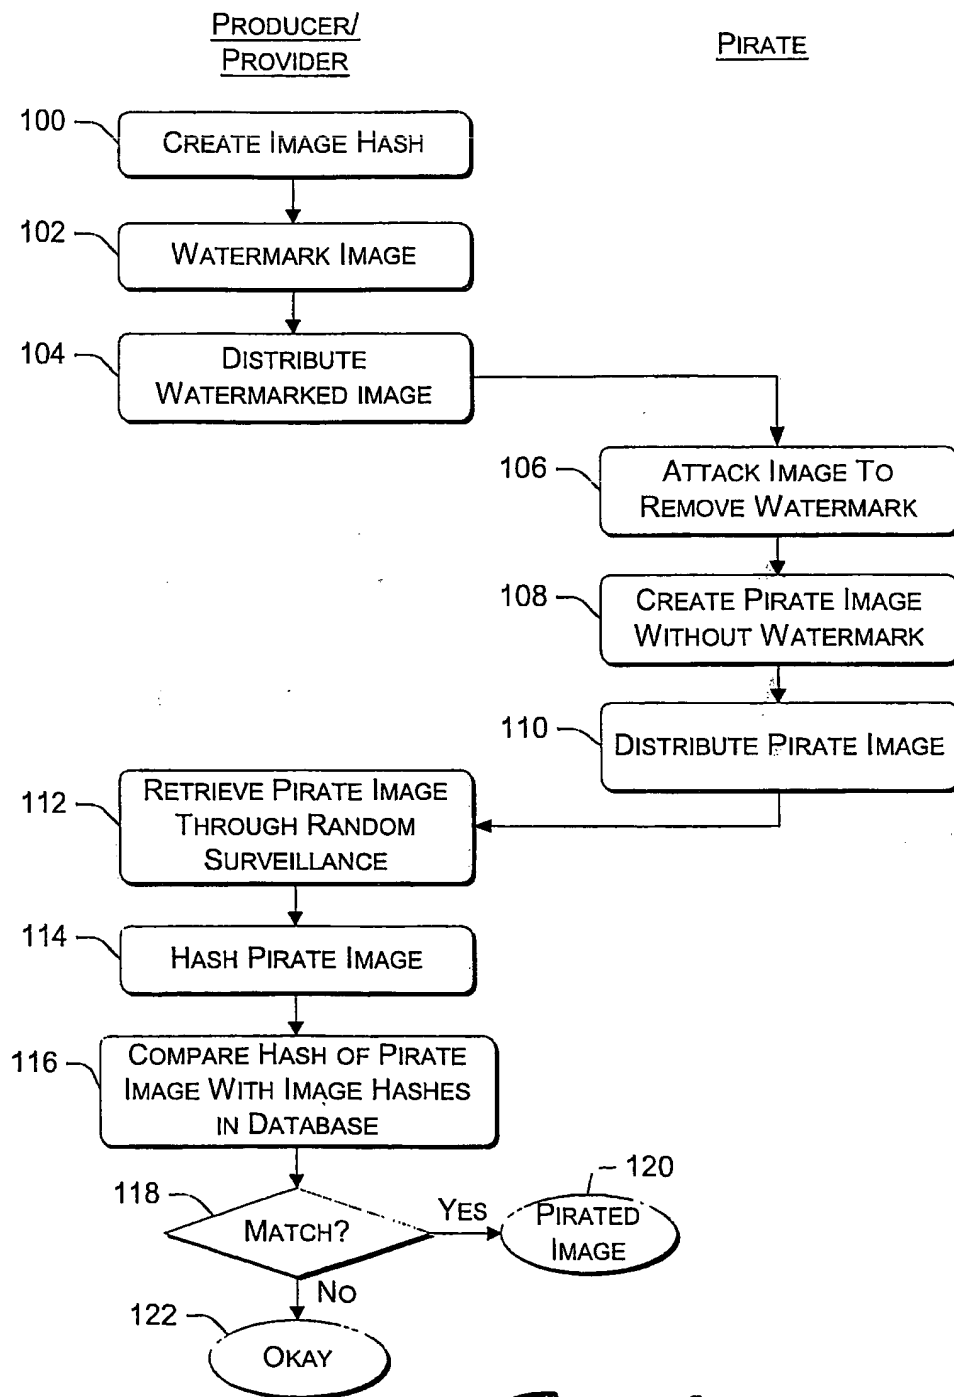 PRODUCER/
PROVIDER
PIRATE
100
CREATE IMAGE HASH
102
WATERMARK IMAGE
104
DISTRIBUTE
WATERMARKED IMAGE
106
ATTACK IMAGE TO
REMOVE WATERMARK
108
CREATE PIRATE IMAGE
WITHOUT WATERMARK
110
DISTRIBUTE PIRATE IMAGE
112
RETRIEVE PIRATE IMAGE
THROUGH RANDOM
SURVEILLANCE
114
HASH PIRATE IMAGE
116
COMPARE HASH OF PIRATE
IMAGE WITH IMAGE HASHES
IN DATABASE
118
MATCH?
YES
120
PIRATED
IMAGE
NO
122
OKAY